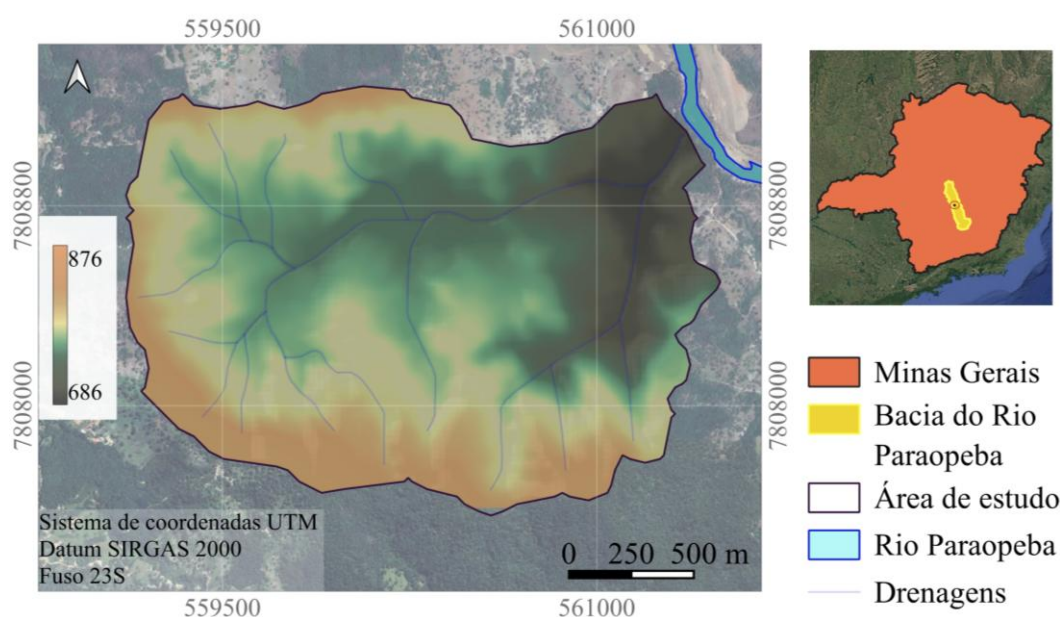 559500
561000
7808800
7808800
876
686
7808000
7808000
Sistema de coordenadas UTM
Datum SIRGAS 2000
Fuso 23S
0 250 500 m
559500
561000
Minas Gerais
Bacia do Rio
Paraopeba
Área de estudo
Rio Paraopeba
Drenagens